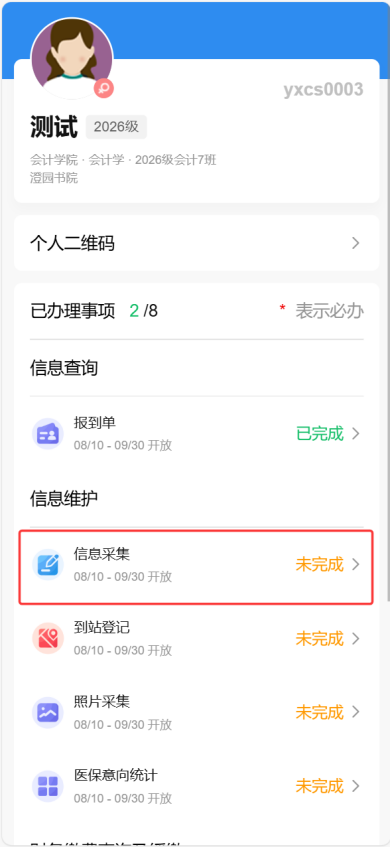 yxcs0003
测试 2026级
会计学院 · 会计学 · 2026级会计7班
澄园书院
个人二维码
已办理事项 2 /8 * 表示必办
信息查询
报到单
08/10 - 09/30 开放
已完成
信息维护
信息采集
08/10 - 09/30 开放
未完成
到站登记
08/10 - 09/30 开放
未完成
照片采集
08/10 - 09/30 开放
未完成
医保意向统计
08/10 - 09/30 开放
未完成